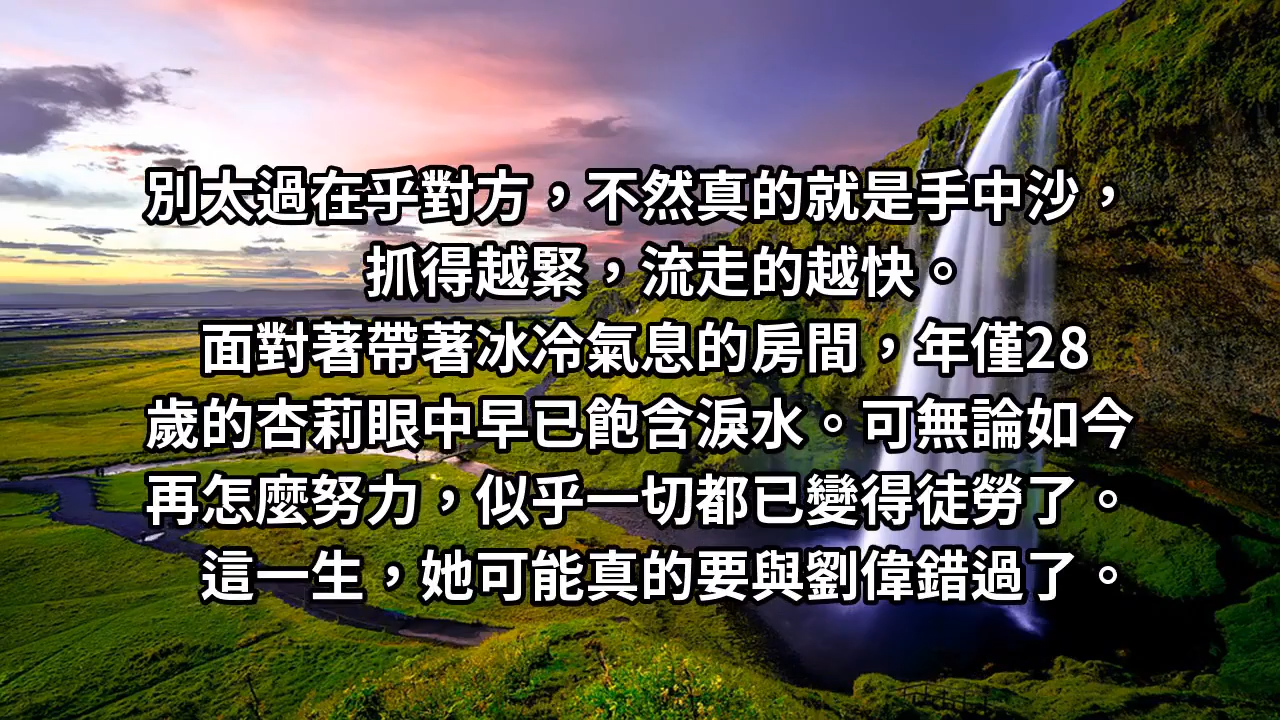 別太過在乎對方，不然真的就是手中沙，
抓得越緊，流走的越快。
面對著帶著冰冷氣息的房間，年僅28
歲的杏莉眼中早已飽含淚水。可無論如今
再怎麼努力，似乎一切都已變得徒勞了。
這一生，她可能真的要與劉偉錯過了。